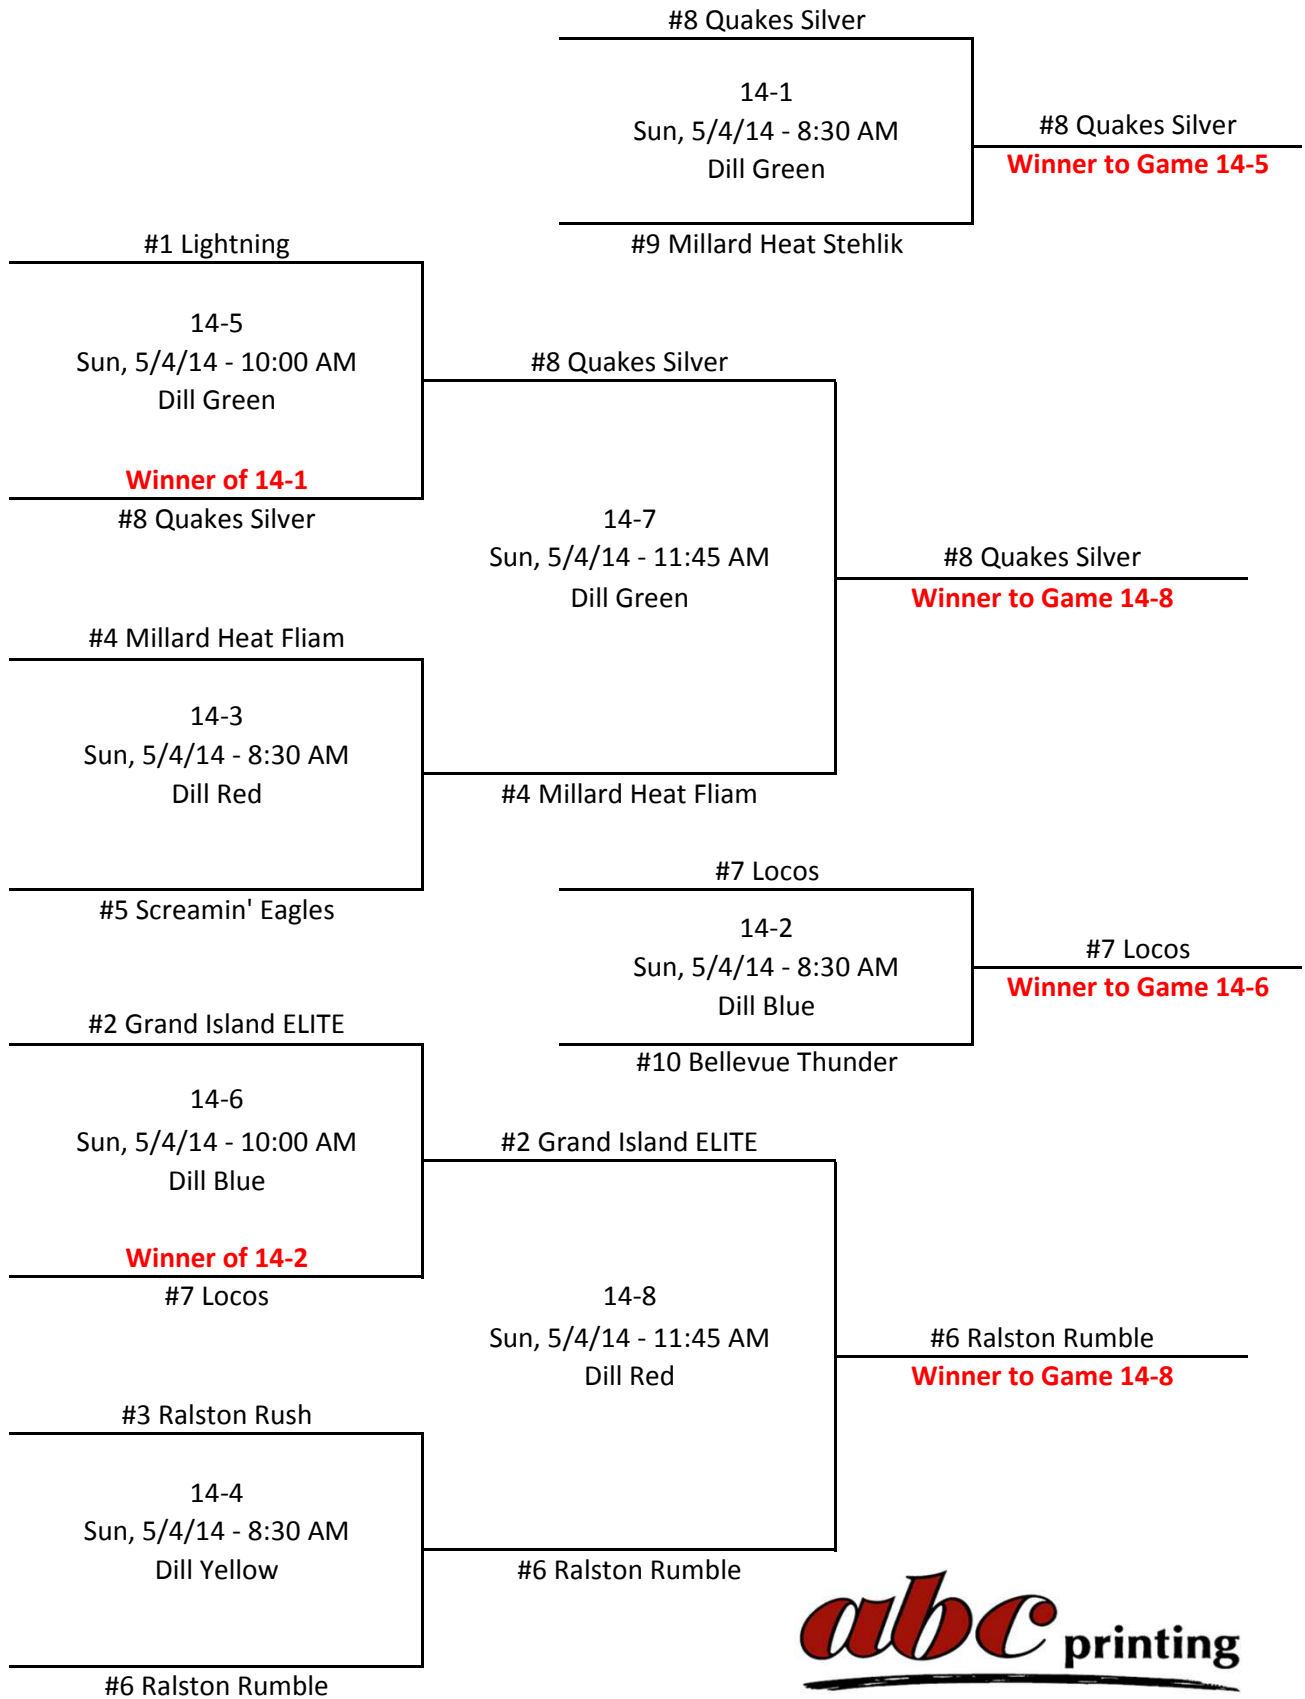 #8 Quakes Silver
14-1
Sun, 5/4/14 - 8:30 AM
Dill Green
#8 Quakes Silver
Winner to Game 14-5
#9 Millard Heat Stehlik
#1 Lightning
14-5
Sun, 5/4/14 - 10:00 AM
Dill Green
#8 Quakes Silver
Winner of 14-1
#8 Quakes Silver
14-7
Sun, 5/4/14 - 11:45 AM
Dill Green
#8 Quakes Silver
Winner to Game 14-8
#4 Millard Heat Fliam
14-3
Sun, 5/4/14 - 8:30 AM
Dill Red
#4 Millard Heat Fliam
#5 Screamin' Eagles
#7 Locos
14-2
Sun, 5/4/14 - 8:30 AM
Dill Blue
#7 Locos
Winner to Game 14-6
#10 Bellevue Thunder
#2 Grand Island ELITE
14-6
Sun, 5/4/14 - 10:00 AM
Dill Blue
#2 Grand Island ELITE
Winner of 14-2
#7 Locos
14-8
Sun, 5/4/14 - 11:45 AM
Dill Red
#6 Ralston Rumble
Winner to Game 14-8
#3 Ralston Rush
14-4
Sun, 5/4/14 - 8:30 AM
Dill Yellow
#6 Ralston Rumble
#6 Ralston Rumble
abc printing